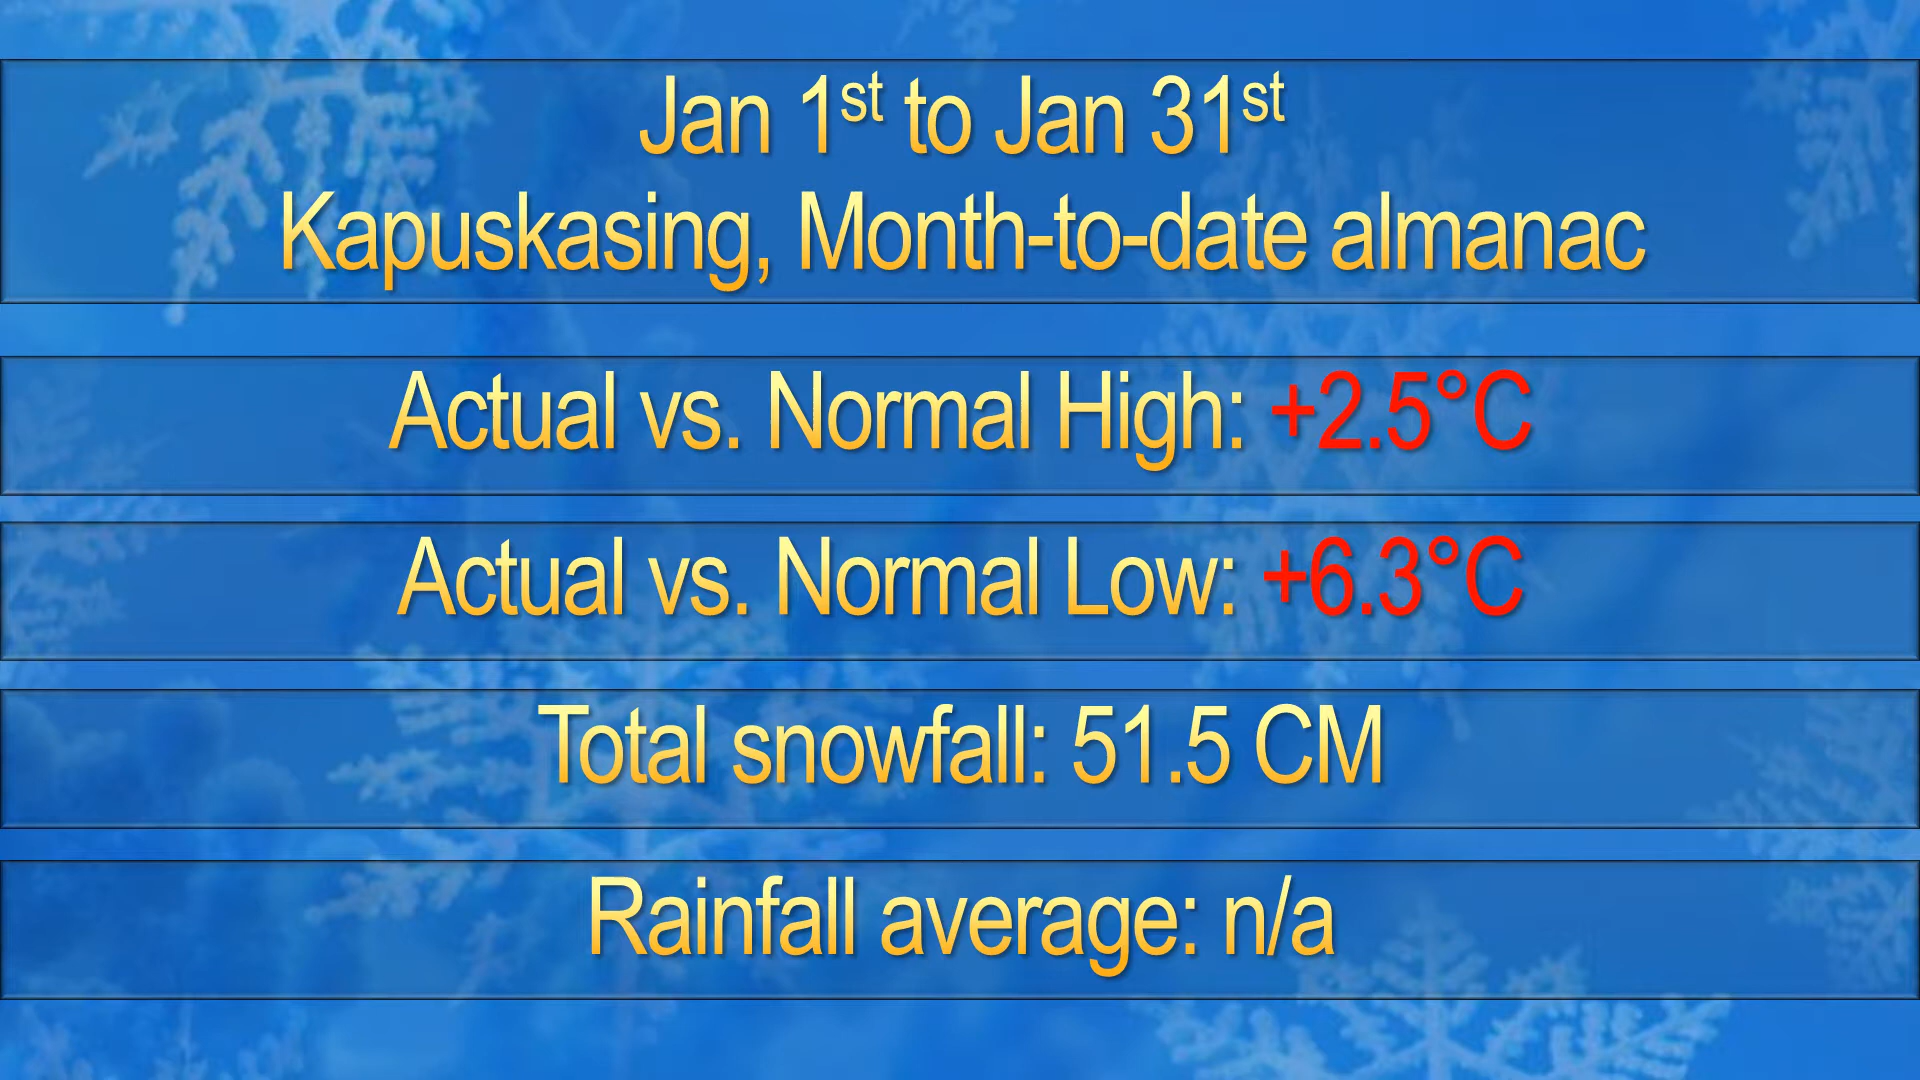 Jan 1st to Jan 31st
Kapuskasing, Month-to-date almanac
Actual vs. Normal High: +2.5°C
Actual vs. Normal Low: +6.3°C
Total snowfall: 51.5 CM
Rainfall average: n/a